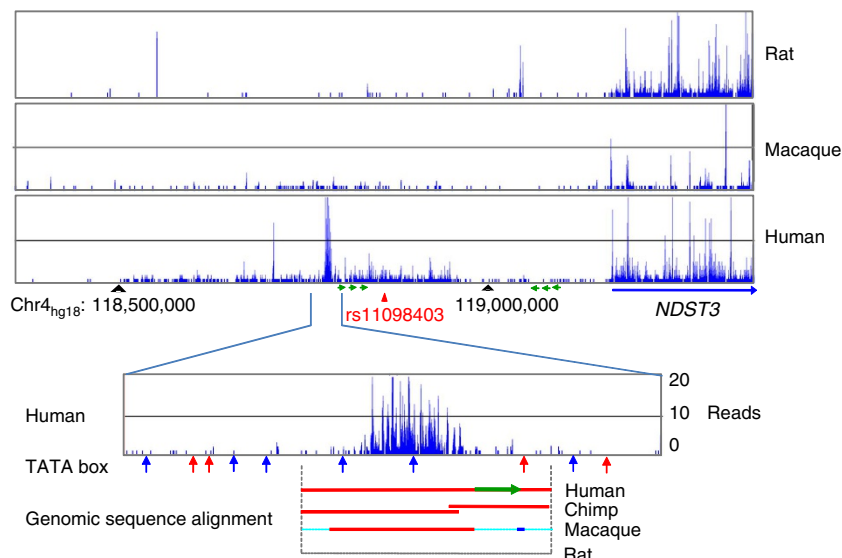 Rat
Macaque
Human
Chr4hg18: 118,500,000
rs11098403
119,000,000
NDST3
Human
20
10
0
Reads
TATA box
Genomic sequence alignment
Human
Chimp
Macaque
Rat